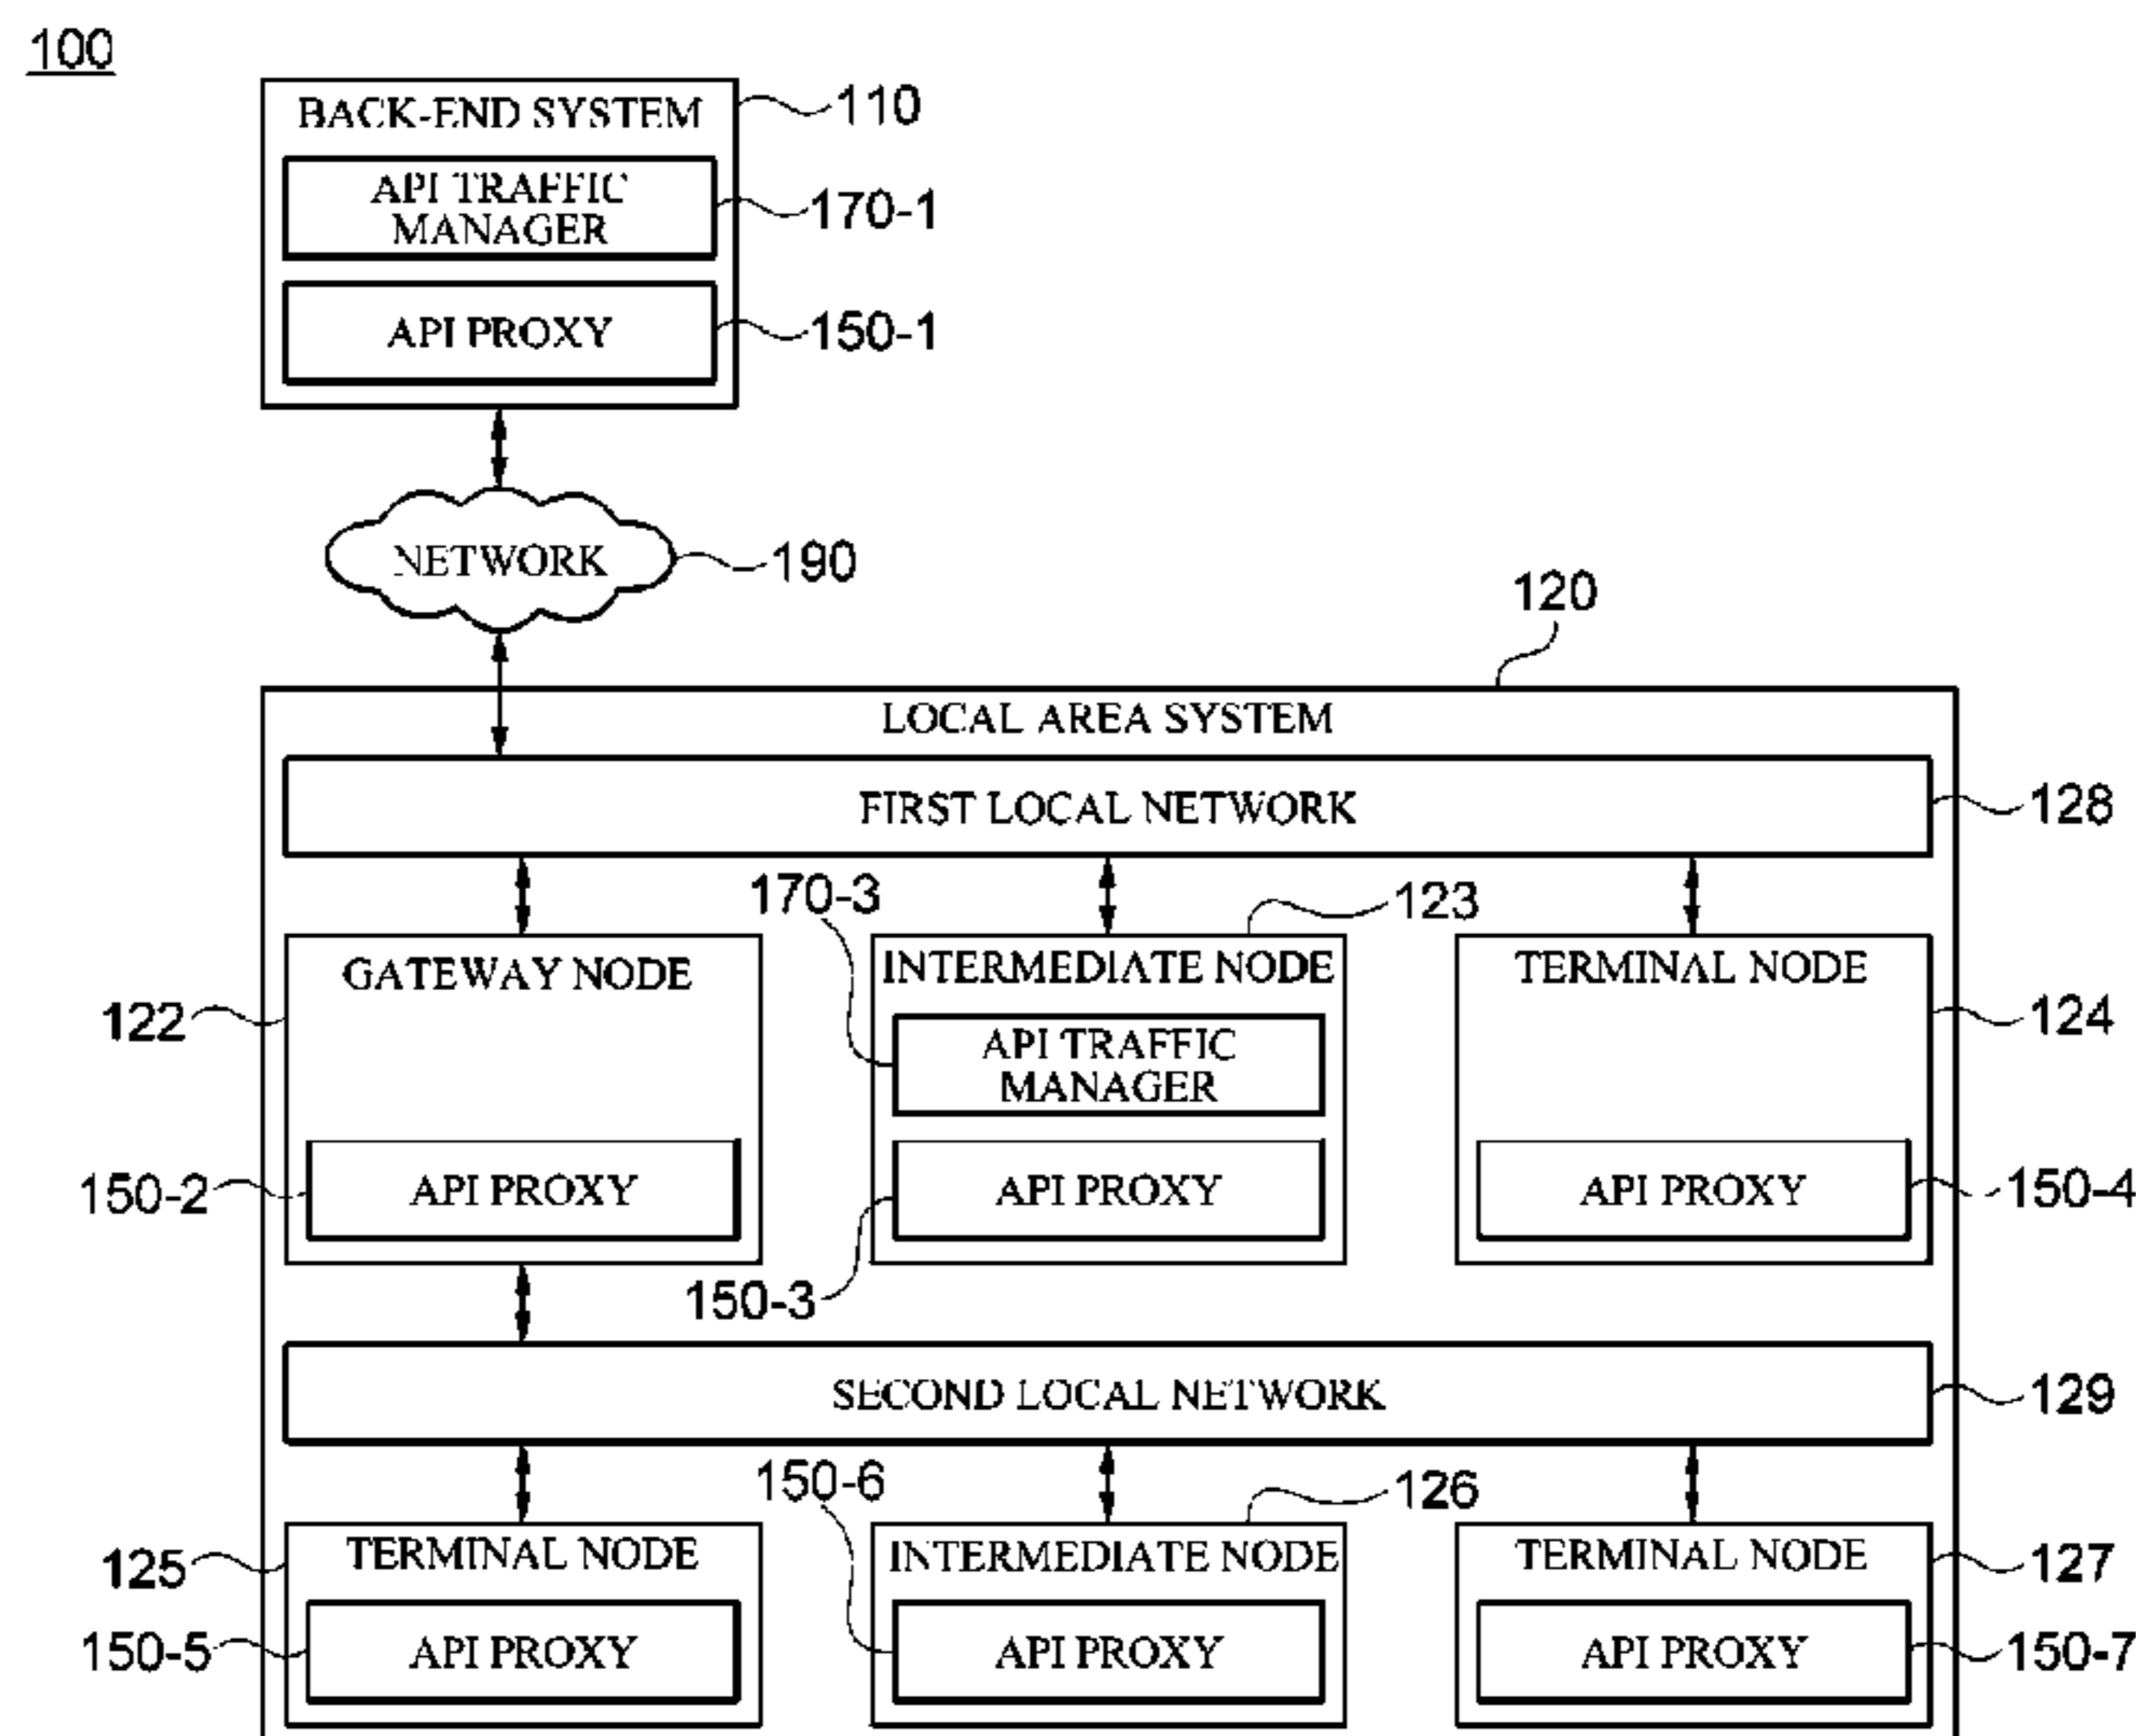 100
BACK-END SYSTEM
110
API TRAFFIC
MANAGER
170-1
API PROXY
150-1
NETWORK
190
120
LOCAL AREA SYSTEM
FIRST LOCAL NETWORK
128
170-3
123
GATEWAY NODE
INTERMEDIATE NODE
TERMINAL NODE
122
124
API TRAFFIC
MANAGER
150-2
API PROXY
API PROXY
API PROXY
150-4
150-3
SECOND LOCAL NETWORK
129
150-6
126
125
TERMINAL NODE
INTERMEDIATE NODE
TERMINAL NODE
127
150-5
API PROXY
API PROXY
API PROXY
150-7